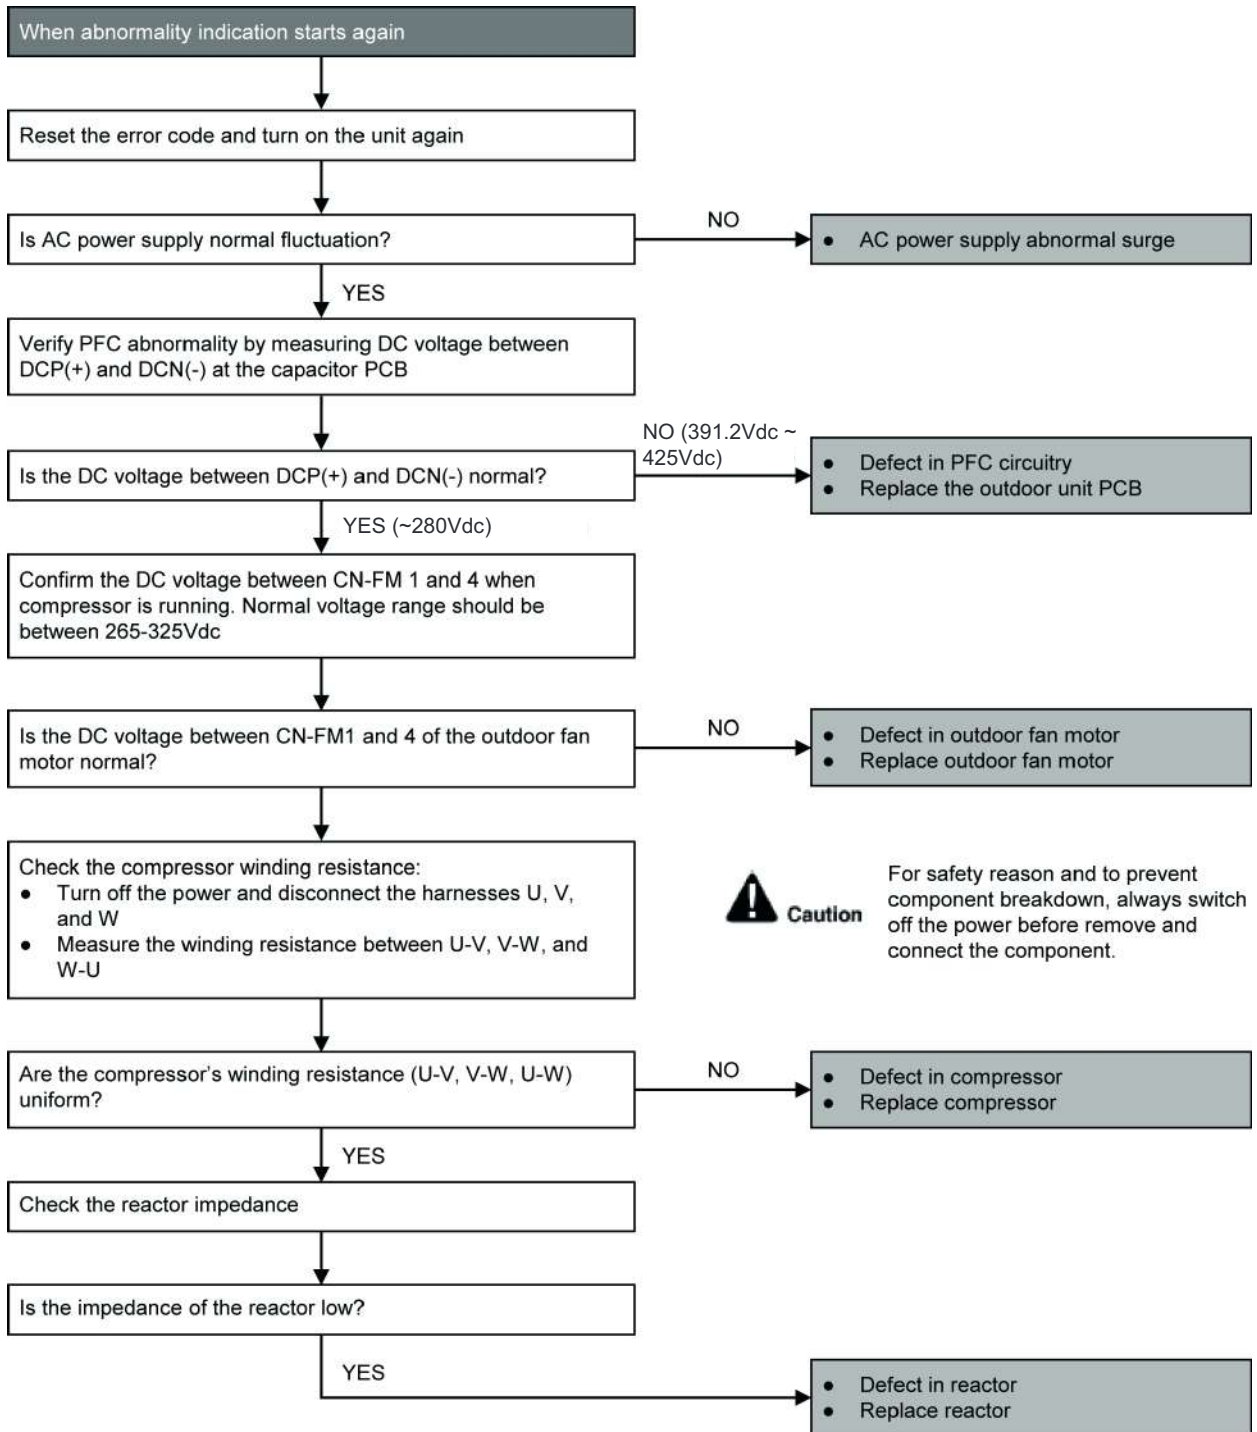 When abnormality indication starts again
Reset the error code and turn on the unit again
Is AC power supply normal fluctuation?
NO
● AC power supply abnormal surge
YES
Verify PFC abnormality by measuring DC voltage between
DCP(+) and DCN(-) at the capacitor PCB
Is the DC voltage between DCP(+) and DCN(-) normal?
NO (391.2Vdc ~
425Vdc)
● Defect in PFC circuitry
● Replace the outdoor unit PCB
YES (~280Vdc)
Confirm the DC voltage between CN-FM 1 and 4 when
compressor is running. Normal voltage range should be
between 265-325Vdc
Is the DC voltage between CN-FM1 and 4 of the outdoor fan
motor normal?
NO
● Defect in outdoor fan motor
● Replace outdoor fan motor
Check the compressor winding resistance:
● Turn off the power and disconnect the harnesses U, V,
and W
● Measure the winding resistance between U-V, V-W, and
W-U
Caution
For safety reason and to prevent
component breakdown, always switch
off the power before remove and
connect the component.
Are the compressor's winding resistance (U-V, V-W, U-W)
uniform?
NO
● Defect in compressor
● Replace compressor
YES
Check the reactor impedance
Is the impedance of the reactor low?
YES
● Defect in reactor
● Replace reactor